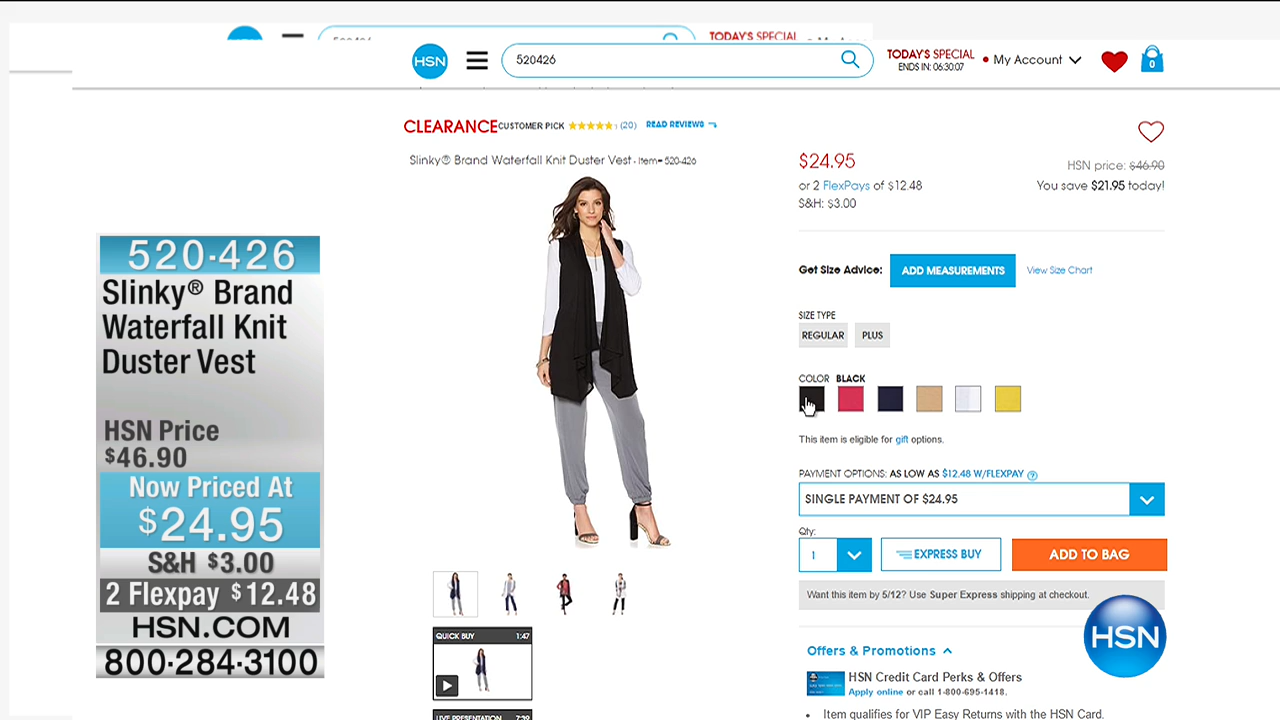 TODAY'S SPECIAL
HSN
520426
TODAY'S SPECIAL
ENDS IN: 06:30:07
My Account
0
CLEARANCE CUSTOMER PICK (20) READ REVIEWS
Slinky® Brand Waterfall Knit Duster Vest - Item# 520-426
$24.95
HSN price: $46.90
or 2 FlexPays of $12.48
You save $21.95 today!
S&H: $3.00
Get Size Advice: ADD MEASUREMENTS View Size Chart
SIZE TYPE
REGULAR PLUS
COLOR BLACK
This item is eligible for gift options.
PAYMENT OPTIONS: AS LOW AS $12.48 W/FLEXPAY ?
SINGLE PAYMENT OF $24.95
Qty:
1 EXPRESS BUY ADD TO BAG
Want this item by 5/12? Use Super Express shipping at checkout.
Offers & Promotions
HSN Credit Card Perks & Offers
Apply online or call 1-800-695-1418.
• Item qualifies for VIP Easy Returns with the HSN Card.
QUICK BUY 1:47
LIVE PRESENTATION 7:39
520·426
Slinky® Brand
Waterfall Knit
Duster Vest
HSN Price
$46.90
Now Priced At
$24.95
S&H $3.00
2 Flexpay $12.48
HSN.COM
800·284·3100
HSN